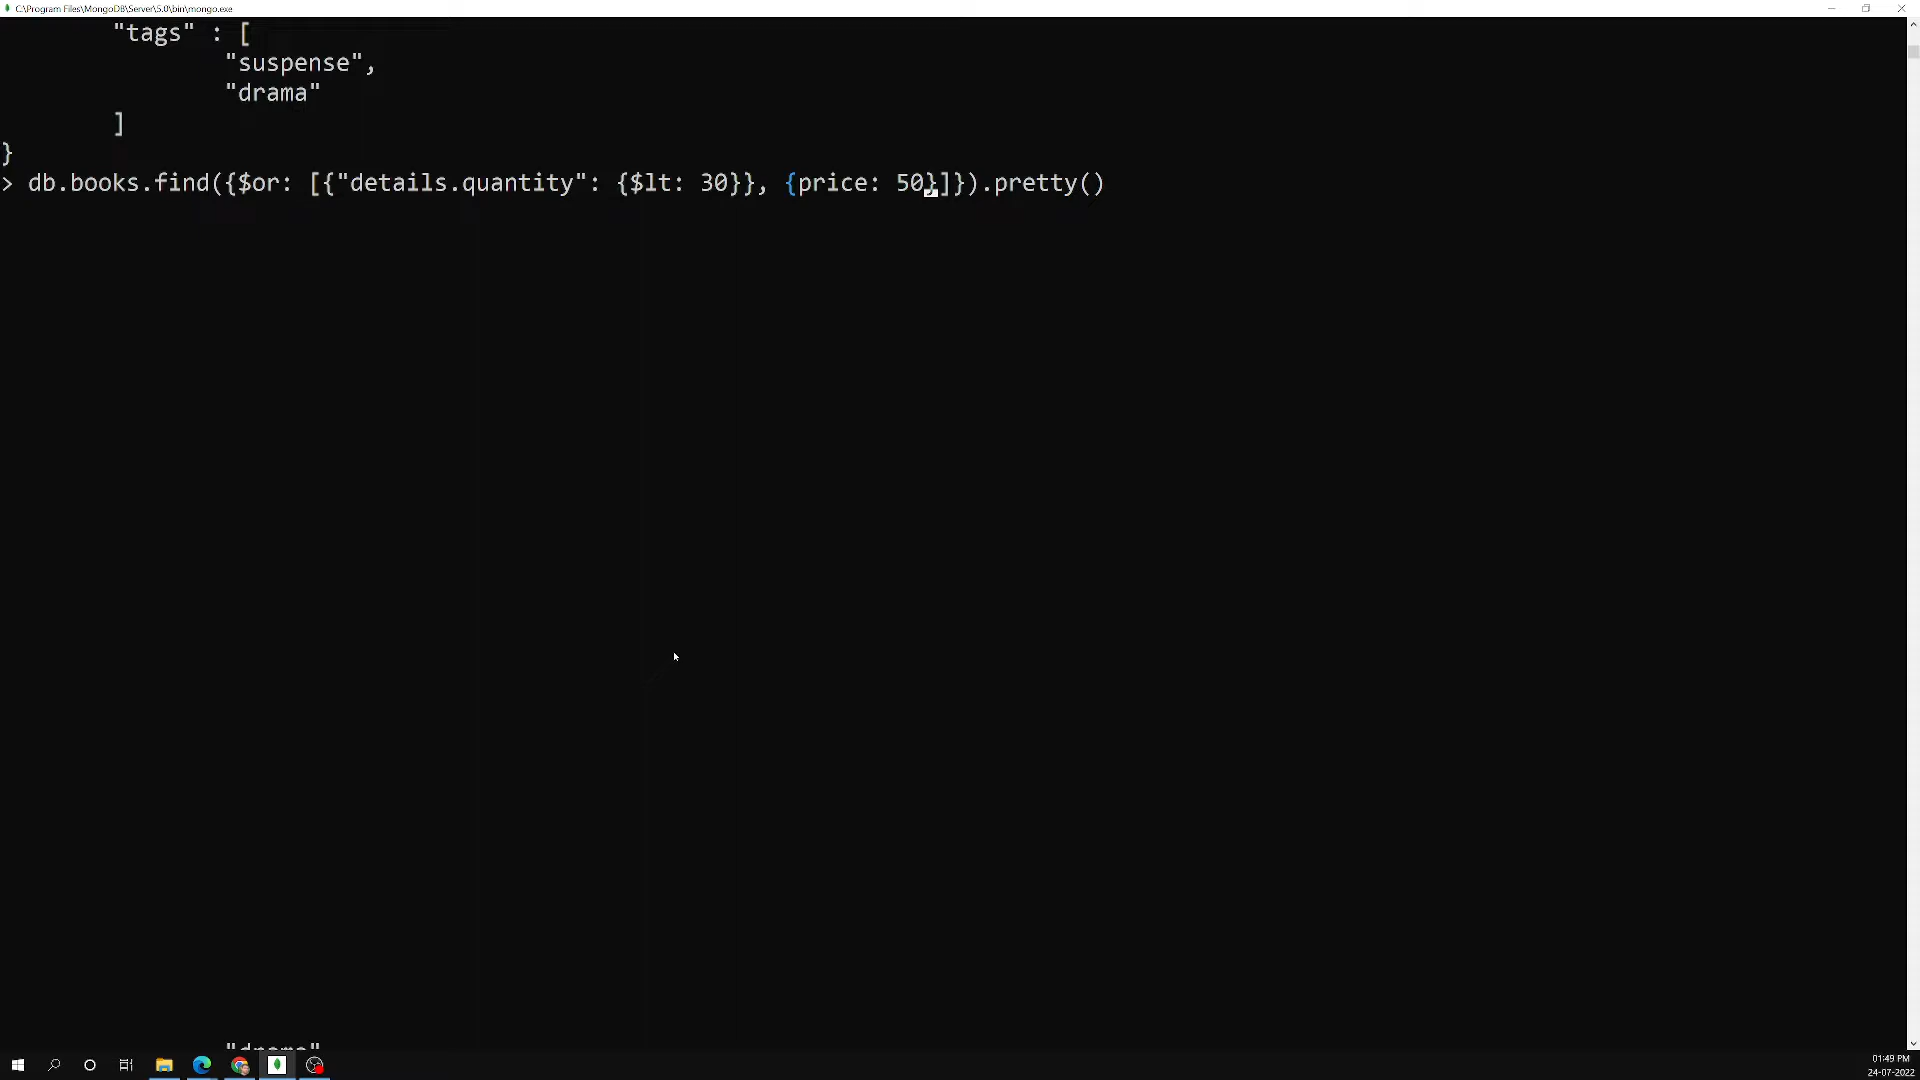 C:\Program Files\MongoDB\Server\5.0\bin\mongo.exe
"tags" : [
"suspense",
"drama"
]
}
> db.books.find({$or: [{"details.quantity": {$lt: 30}}, {price: 50}]}).pretty()
"drama"
01:49 PM
24-07-2022